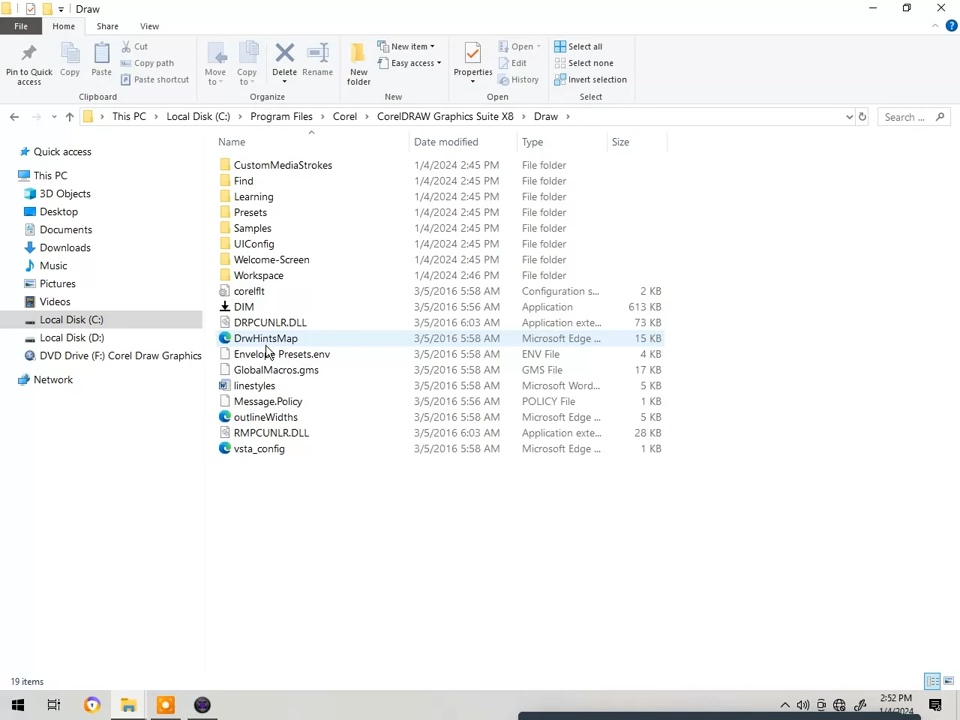 Draw
File Home Share View
Pin to Quick access
Copy
Paste
Cut
Copy path
Paste shortcut
Clipboard
Move to
Copy to
Delete
Rename
Organize
New folder
New item
Easy access
New
Properties
Open
Edit
History
Open
Select all
Select none
Invert selection
Select
This PC > Local Disk (C:) > Program Files > Corel > CorelDRAW Graphics Suite X8 > Draw >
Search ...
Name Date modified Type Size
Quick access
This PC
3D Objects
Desktop
Documents
Downloads
Music
Pictures
Videos
Local Disk (C:)
Local Disk (D:)
DVD Drive (F:) Corel Draw Graphics
Network
CustomMediaStrokes 1/4/2024 2:45 PM File folder
Find 1/4/2024 2:45 PM File folder
Learning 1/4/2024 2:45 PM File folder
Presets 1/4/2024 2:45 PM File folder
Samples 1/4/2024 2:45 PM File folder
UIConfig 1/4/2024 2:45 PM File folder
Welcome-Screen 1/4/2024 2:45 PM File folder
Workspace 1/4/2024 2:46 PM File folder
corelflt 3/5/2016 5:58 AM Configuration s... 2 KB
DIM 3/5/2016 5:56 AM Application 613 KB
DRPCUNLR.DLL 3/5/2016 6:03 AM Application exte... 73 KB
DrwHintsMap 3/5/2016 5:58 AM Microsoft Edge ... 15 KB
Envelope Presets.env 3/5/2016 5:58 AM ENV File 4 KB
GlobalMacros.gms 3/5/2016 5:58 AM GMS File 17 KB
linestyles 3/5/2016 5:58 AM Microsoft Word... 5 KB
Message.Policy 3/5/2016 5:56 AM POLICY File 1 KB
outlineWidths 3/5/2016 5:58 AM Microsoft Edge ... 5 KB
RMPCUNLR.DLL 3/5/2016 6:03 AM Application exte... 28 KB
vsta_config 3/5/2016 5:58 AM Microsoft Edge ... 1 KB
19 items
2:52 PM
1/4/2024